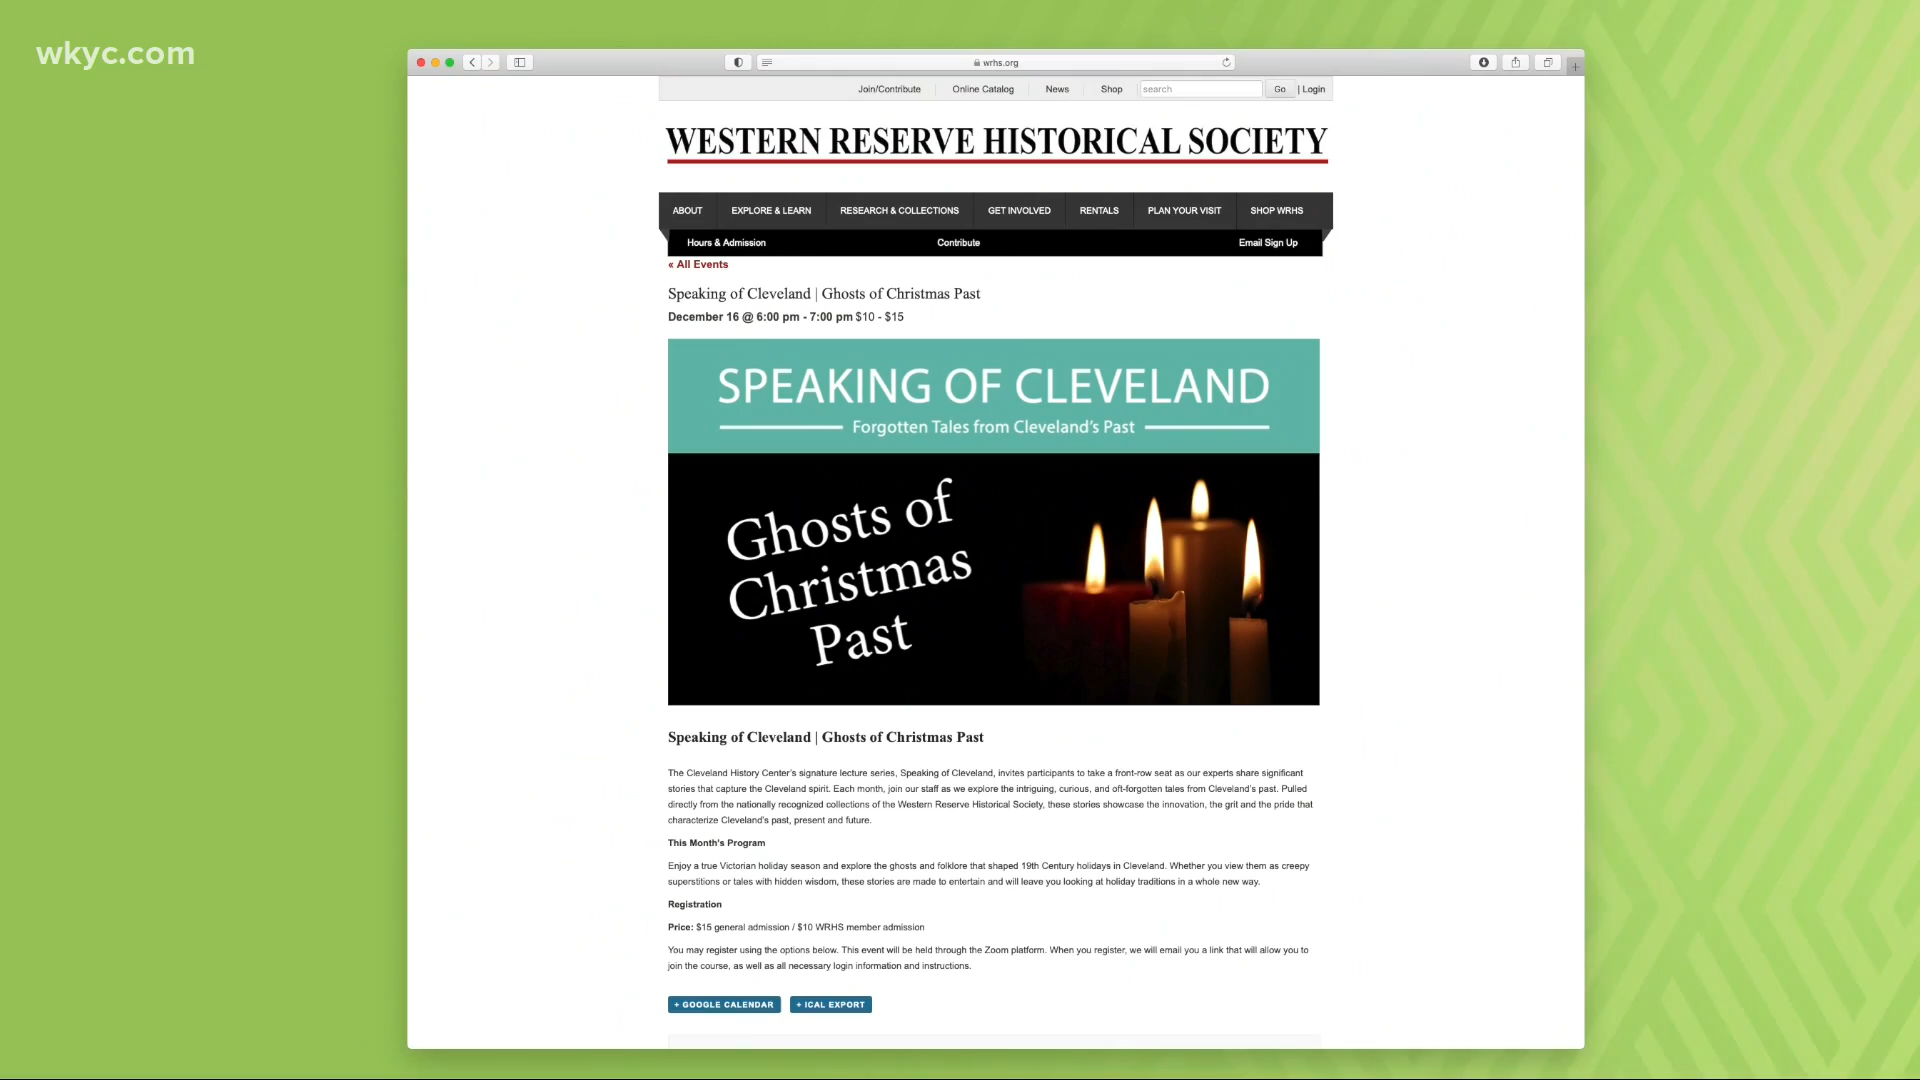 wkyc.com
wrhs.org
Join/Contribute Online Catalog News Shop search Go | Login
WESTERN RESERVE HISTORICAL SOCIETY
ABOUT EXPLORE & LEARN RESEARCH & COLLECTIONS GET INVOLVED RENTALS PLAN YOUR VISIT SHOP WRHS
Hours & Admission Contribute Email Sign Up
« All Events
Speaking of Cleveland | Ghosts of Christmas Past
December 16 @ 6:00 pm - 7:00 pm $10 - $15
SPEAKING OF CLEVELAND
Forgotten Tales from Cleveland's Past
Ghosts of
Christmas
Past
Speaking of Cleveland | Ghosts of Christmas Past
The Cleveland History Center's signature lecture series, Speaking of Cleveland, invites participants to take a front-row seat as our experts share significant
stories that capture the Cleveland spirit. Each month, join our staff as we explore the intriguing, curious, and oft-forgotten tales from Cleveland's past. Pulled
directly from the nationally recognized collections of the Western Reserve Historical Society, these stories showcase the innovation, the grit and the pride that
characterize Cleveland's past, present and future.
This Month's Program
Enjoy a true Victorian holiday season and explore the ghosts and folklore that shaped 19th Century holidays in Cleveland. Whether you view them as creepy
superstitions or tales with hidden wisdom, these stories are made to entertain and will leave you looking at holiday traditions in a whole new way.
Registration
Price: $15 general admission / $10 WRHS member admission
You may register using the options below. This event will be held through the Zoom platform. When you register, we will email you a link that will allow you to
join the course, as well as all necessary login information and instructions.
+ GOOGLE CALENDAR + ICAL EXPORT